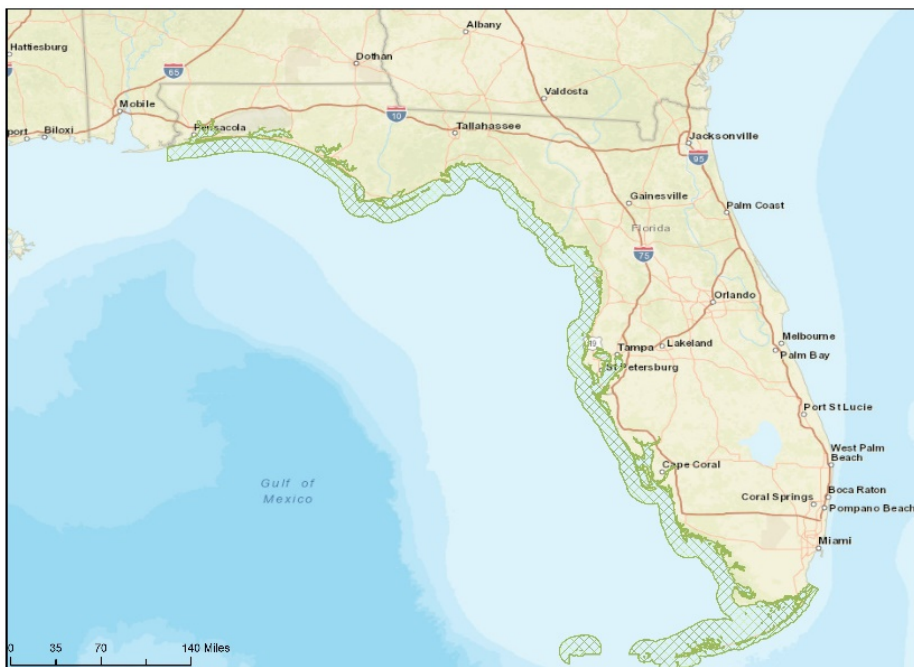 Albany
Hattiesburg
Dothan
65
Valdosta
Mobile
port
Biloxi
Pensacola
10
Tallahassee
Jacksonville
95
Gainesville
Palm Coast
Florida
75
Orlando
19
Tampa
Lakeland
Melbourne
Palm Bay
St Petersburg
Port St Lucie
West Palm
Beach
Cape Coral
Gulf of
Mexico
Coral Springs
Boca Raton
Pompano Beach
Miami
0 35 70 140 Miles